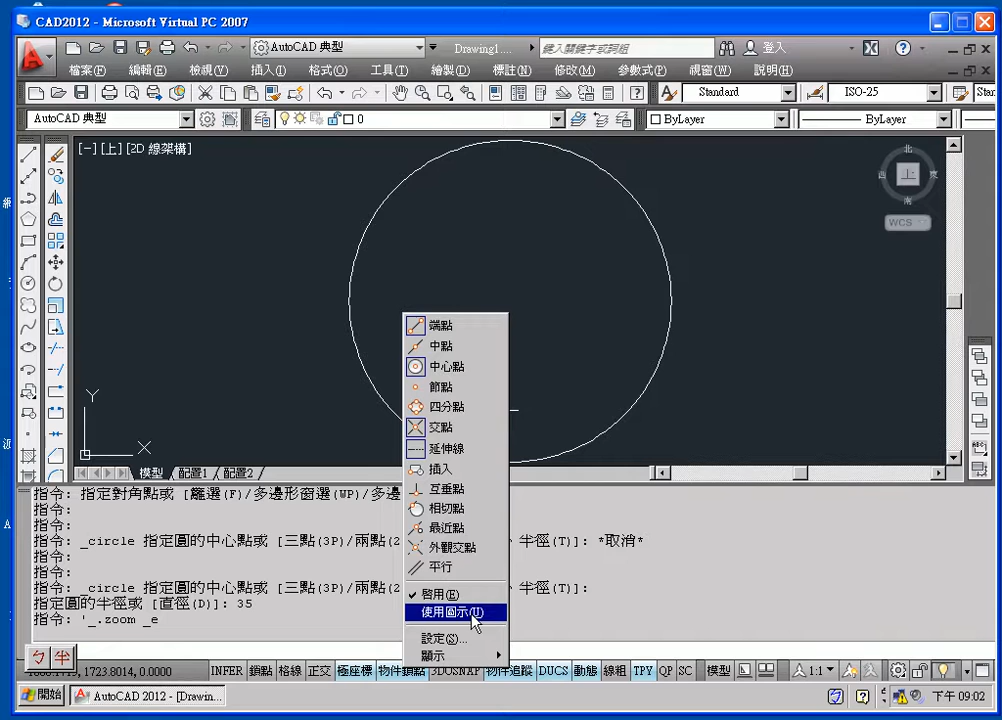 CAD2012 - Microsoft Virtual PC 2007
AutoCAD 典型
Drawing1...
鍵入關鍵字或詞組
登入
檔案(F) 編輯(E) 檢視(V) 插入(I) 格式(O) 工具(T) 繪製(D) 標註(N) 修改(M) 參數式(P) 視窗(W) 說明(H)
Standard ISO-25 Star
AutoCAD 典型 0 ByLayer ByLayer
[-][上][2D 線架構]
北
西 上 東
南
WCS
端點
中點
中心點
節點
四分點
交點
延伸線
插入
互垂點
相切點
最近點
外觀交點
平行
啓用(E)
使用圖示(U)
設定(S)...
顯示
Y
X
模型 配置1 配置2
指令: 指定對角點或 [籬選(F)/多邊形窗選(WP)/多邊
指令:
指令:
指令: _circle 指定圓的中心點或 [三點(3P)/兩點(2 、半徑(T)]: *取消*
指令:
指令: _circle 指定圓的中心點或 [三點(3P)/兩點(2 、半徑(T)]:
指定圓的半徑或 [直徑(D)]: 35
指令: '_.zoom _e
ㄅ 半
1723.8014, 0.0000
INFER 鎖點 格線 正交 極座標 物件鎖點 3DOSNAP 物件追蹤 DUCS 動態 線粗 TPY QP SC 模型 1:1
開始 AutoCAD 2012 - [Drawin... 下午 09:02